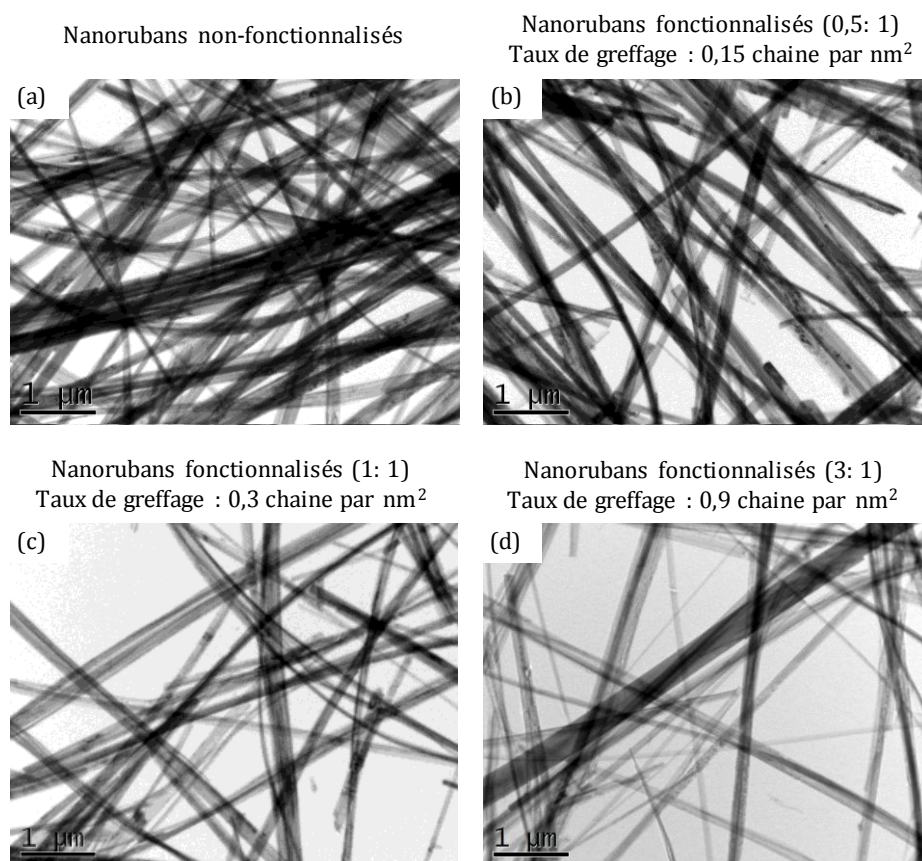 Nanorubans non-fonctionnalisés
Nanorubans fonctionnalisés (0,5: 1)
Taux de greffage : 0,15 chaine par nm²
(a)
(b)
1 µm
1 µm
Nanorubans fonctionnalisés (1: 1)
Taux de greffage : 0,3 chaine par nm²
Nanorubans fonctionnalisés (3: 1)
Taux de greffage : 0,9 chaine par nm²
(c)
(d)
1 µm
1 µm